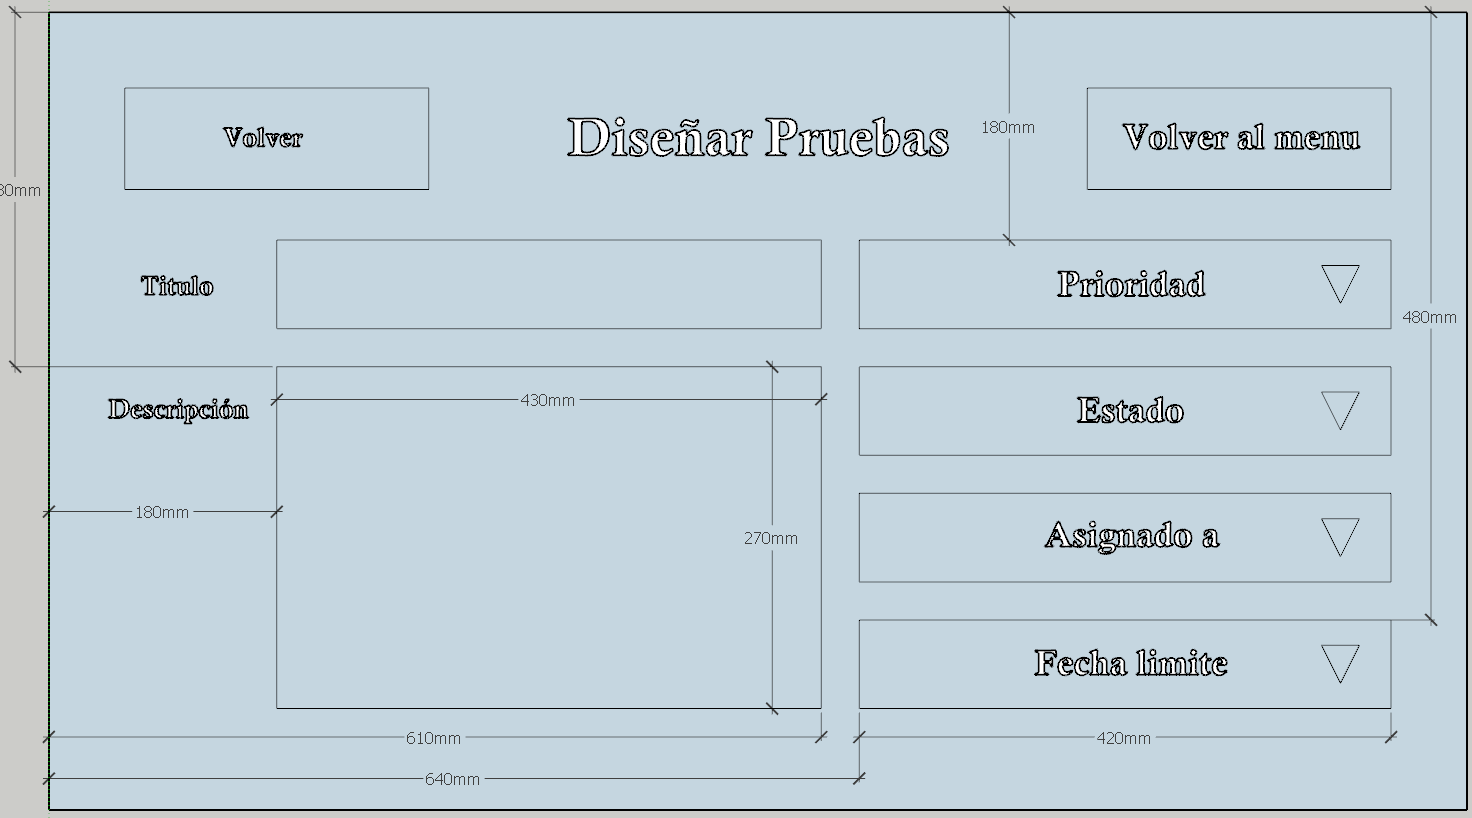 Volver
Diseñar Pruebas
180mm
Volver al menu
Titulo
Prioridad
480mm
Descripción
430mm
Estado
180mm
270mm
Asignado a
Fecha limite
610mm
420mm
640mm